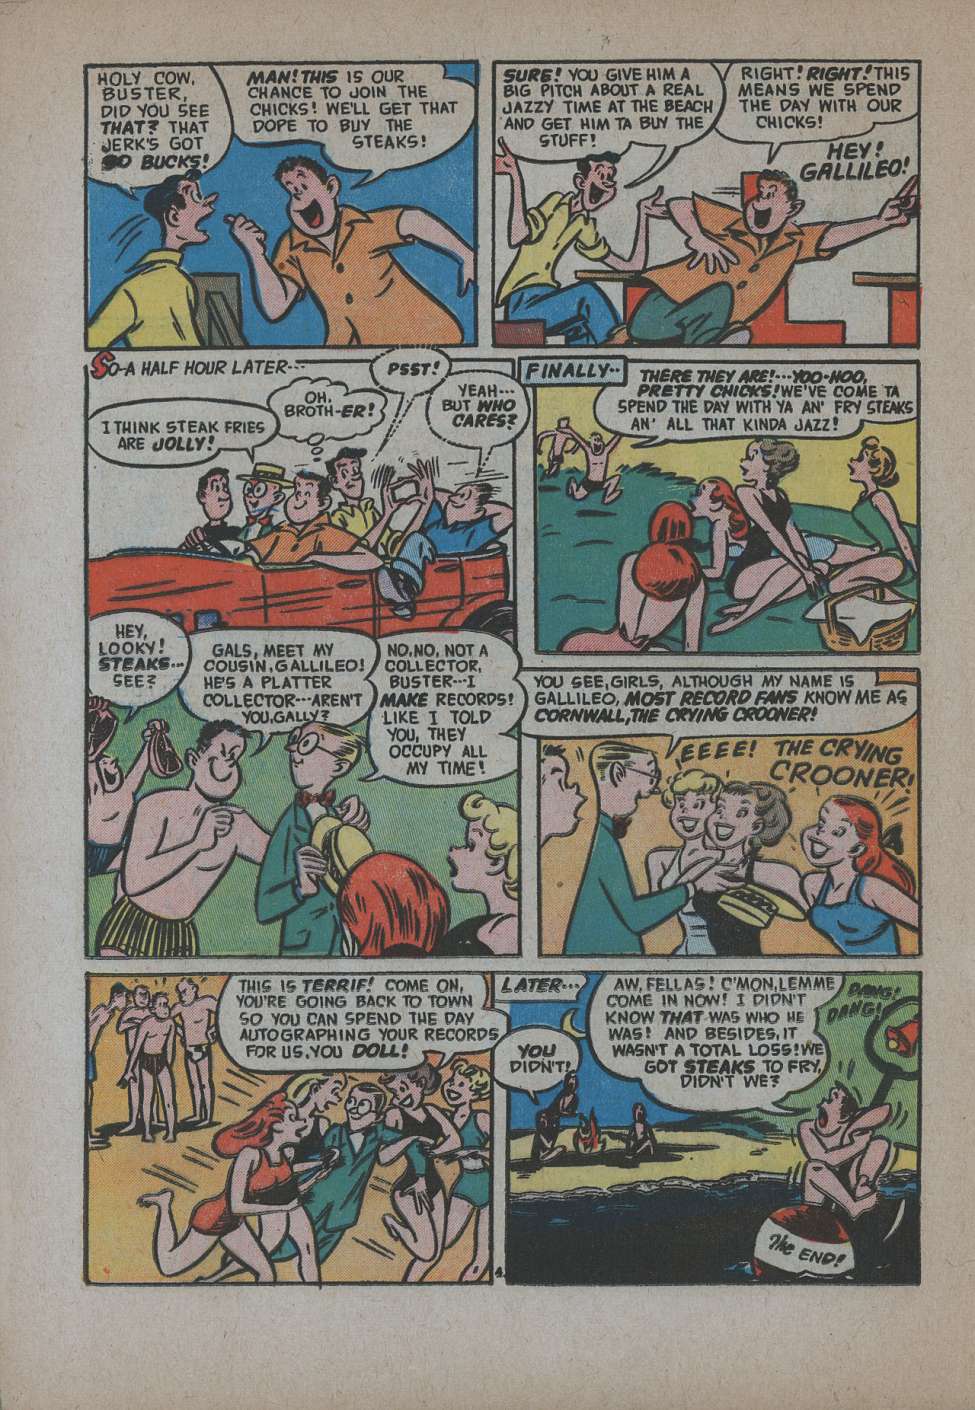 HOLY COW,
BUSTER,
DID YOU SEE
THAT? THAT
JERK'S GOT
BUCKS!
MAN! THIS IS OUR
CHANCE TO JOIN THE
CHICKS! WE'LL GET THAT
DOPE TO BUY THE
STEAKS!
SURE! YOU GIVE HIM A
BIG PITCH ABOUT A REAL
JAZZY TIME AT THE BEACH
AND GET HIM TA BUY THE
STUFF!
RIGHT! RIGHT! THIS
MEANS WE SPEND
THE DAY WITH OUR
CHICKS!
HEY!
GALLILEO!
LT
SO-A HALF HOUR LATER---
I THINK STEAK FRIES
ARE JOLLY!
OH,
BROTH-ER!
PSST!
YEAH---
BUT WHO
CARES?
FINALLY--
THERE THEY ARE!---YOO-HOO,
PRETTY CHICKS! WE'VE COME TA
SPEND THE DAY WITH YA AN' FRY STEAKS
AN' ALL THAT KINDA JAZZ!
HEY,
LOOKY!
STEAKS---
SEE?
GALS, MEET MY
COUSIN, GALLILEO!
HE'S A PLATTER
COLLECTOR---AREN'T
YOU, GALLY?
NO, NO, NOT A
COLLECTOR,
BUSTER---I
MAKE RECORDS!
LIKE I TOLD
YOU, THEY
OCCUPY ALL
MY TIME!
YOU SEE, GIRLS, ALTHOUGH MY NAME IS
GALLILEO, MOST RECORD FANS KNOW ME AS
CORNWALL, THE CRYING CROONER!
EEEE! THE CRYING
CROONER!
THIS IS TERRIF! COME ON,
YOU'RE GOING BACK TO TOWN
SO YOU CAN SPEND THE DAY
AUTOGRAPHING YOUR RECORDS
FOR US, YOU DOLL!
4
LATER---
YOU
DIDN'T!
AW, FELLAS! C'MON, LEMME
COME IN NOW! I DIDN'T
KNOW THAT WAS WHO HE
WAS! AND BESIDES, IT
WASN'T A TOTAL LOSS! WE
GOT STEAKS TO FRY,
DIDN'T WE?
DANG!
DANG!
The END!